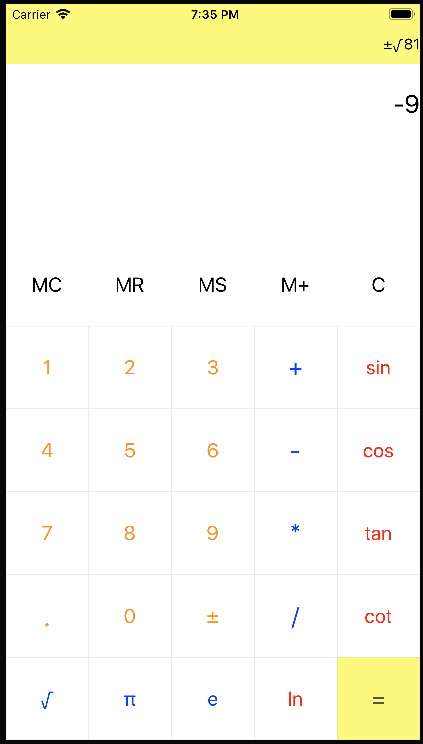 Carrier 7:35 PM
±√81
-9
MC MR MS M+ C
1 2 3 + sin
4 5 6 - cos
7 8 9 * tan
. 0 ± / cot
√ π e ln =